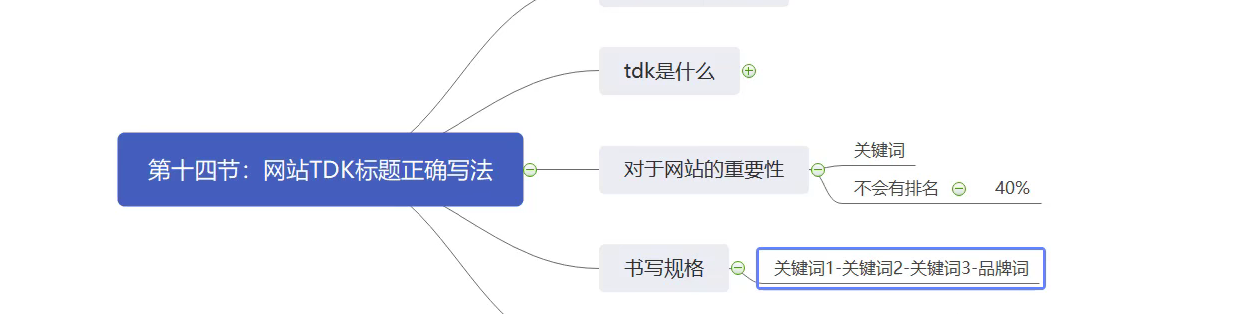 tdk是什么
第十四节：网站TDK标题正确写法
对于网站的重要性
关键词
不会有排名
40%
书写规格
关键词1-关键词2-关键词3-品牌词